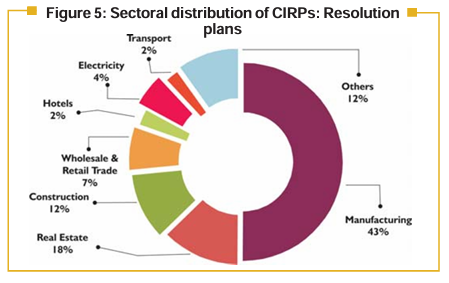 Figure 5: Sectoral distribution of CIRPs: Resolution
plans
Transport
2%
Electricity
4%
Hotels
2%
Wholesale &
Retail Trade
7%
Construction
12%
Real Estate
18%
Others
12%
Manufacturing
43%